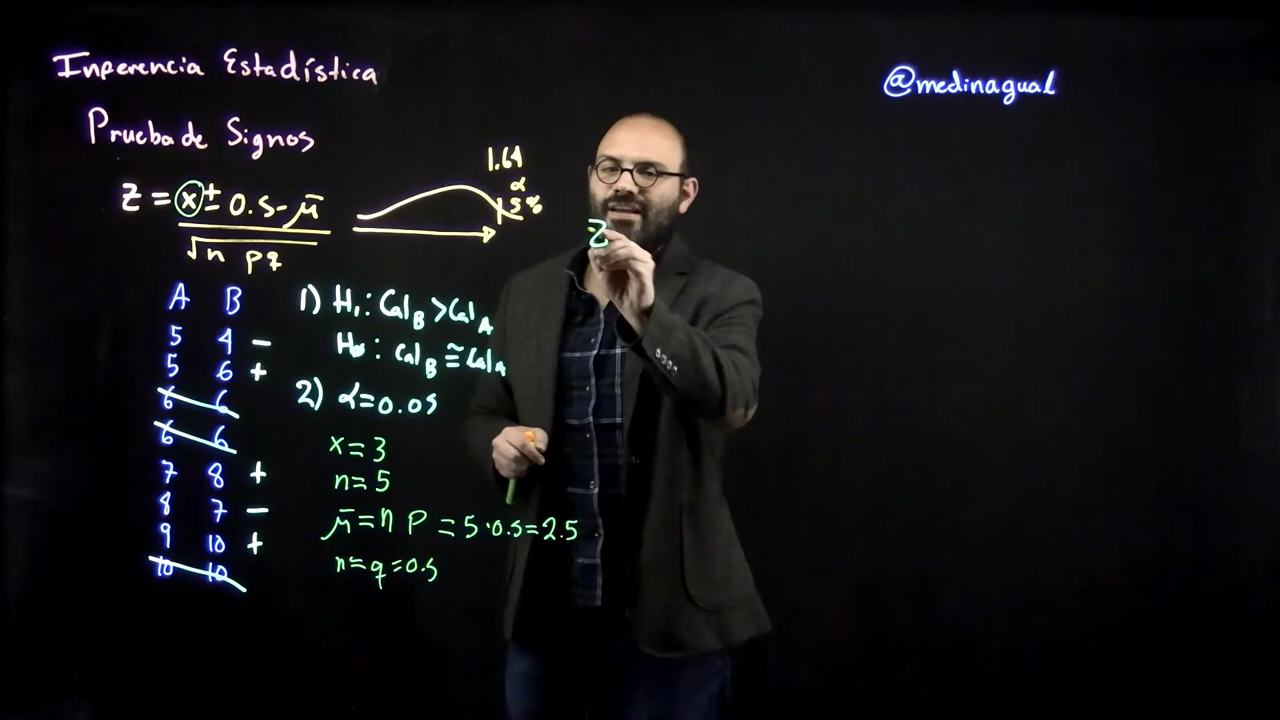 Inperencia Estadística
@medinagual
Prueba de Signos
1.64
α
5%
Z = x ± 0.5 - μ̄
√n pq
Z
A B
5 4 -
5 6 +
6 6
6 6
7 8 +
8 7 -
9 10 +
10 10
1) H₁: Cal_B > Cal_A
H₀: Cal_B ≅ Cal_A
2) α=0.05
x=3
n=5
μ̄=n P = 5·0.5=2.5
n=q=0.5